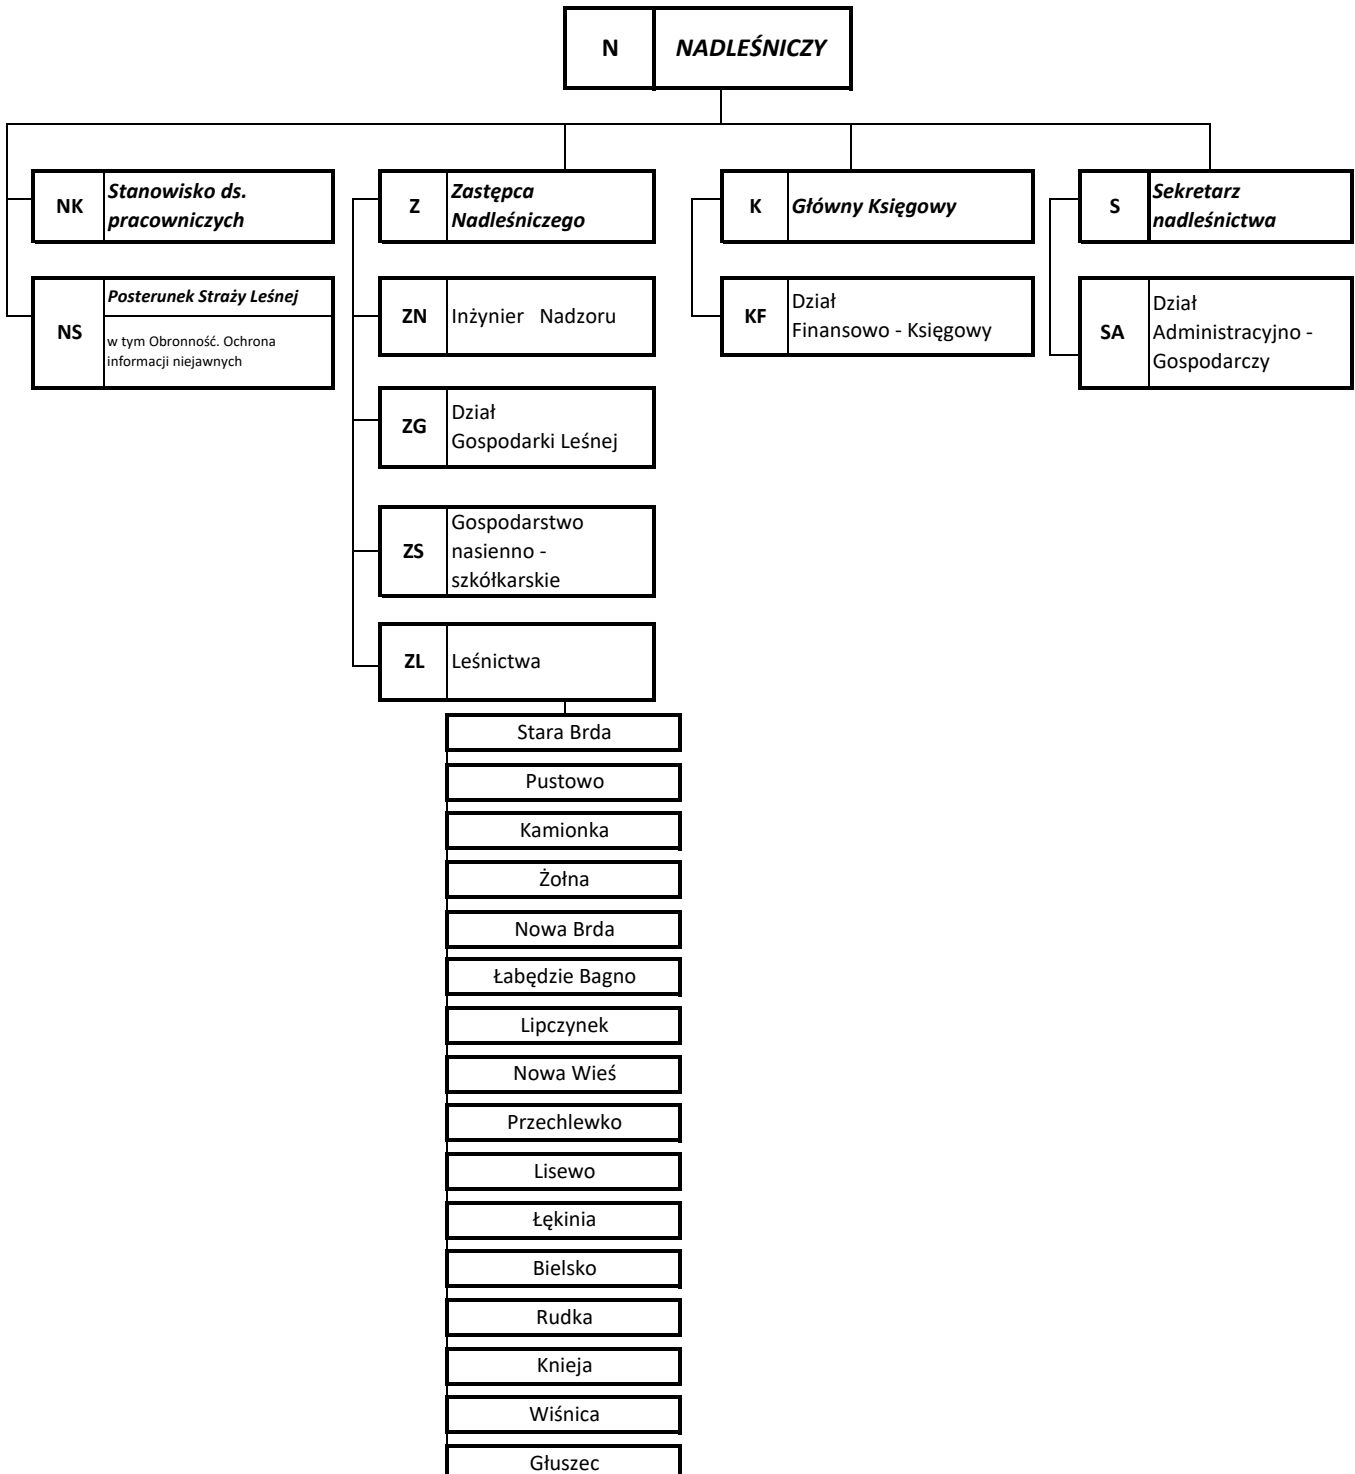 N NADLEŚNICZY
NK Stanowisko ds.
pracowniczych
Z Zastępca
Nadleśniczego
K Główny Księgowy
S Sekretarz
nadleśnictwa
NS Posterunek Straży Leśnej
w tym Obronność. Ochrona
informacji niejawnych
ZN Inżynier Nadzoru
KF Dział
Finansowo - Księgowy
SA Dział
Administracyjno -
Gospodarczy
ZG Dział
Gospodarki Leśnej
ZS Gospodarstwo
nasienno -
szkółkarskie
ZL Leśnictwa
Stara Brda
Pustowo
Kamionka
Żołna
Nowa Brda
Łabędzie Bagno
Lipczynek
Nowa Wieś
Przechlewko
Lisewo
Łękinia
Bielsko
Rudka
Knieja
Wiśnica
Głuszec